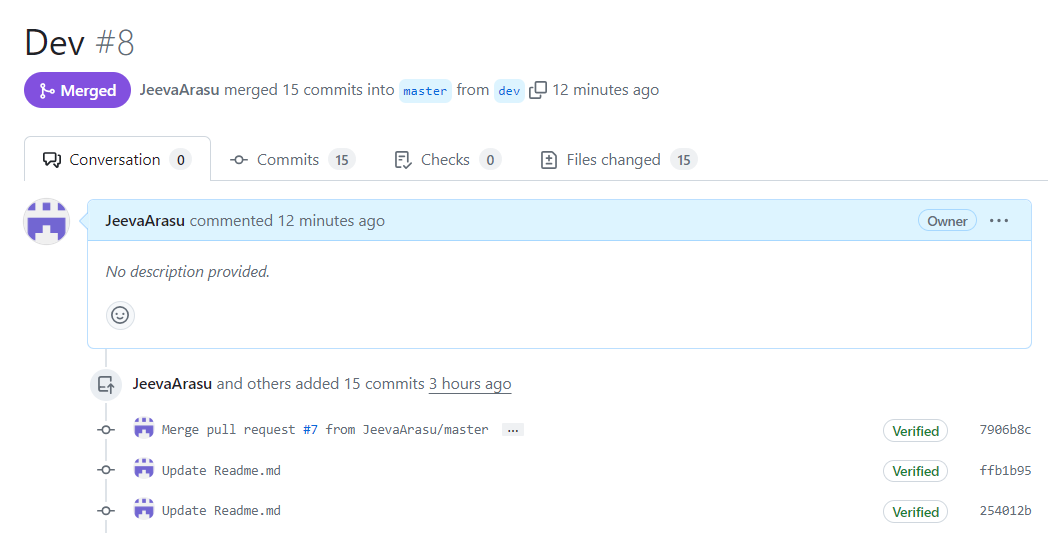 Dev #8
Merged JeevaArasu merged 15 commits into master from dev 12 minutes ago
Conversation 0 Commits 15 Checks 0 Files changed 15
JeevaArasu commented 12 minutes ago Owner ...
No description provided.
JeevaArasu and others added 15 commits 3 hours ago
Merge pull request #7 from JeevaArasu/master ... Verified 7906b8c
Update Readme.md Verified ffb1b95
Update Readme.md Verified 254012b